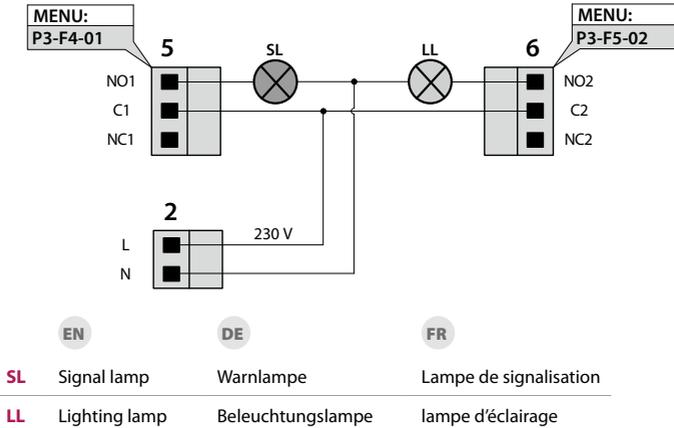 MENU:
P3-F4-01
MENU:
P3-F5-02
5
SL
LL
6
NO1
C1
NC1
NO2
C2
NC2
2
L
N
230 V
EN DE FR
SL Signal lamp Warnlampe Lampe de signalisation
LL Lighting lamp Beleuchtungslampe lampe d’éclairage